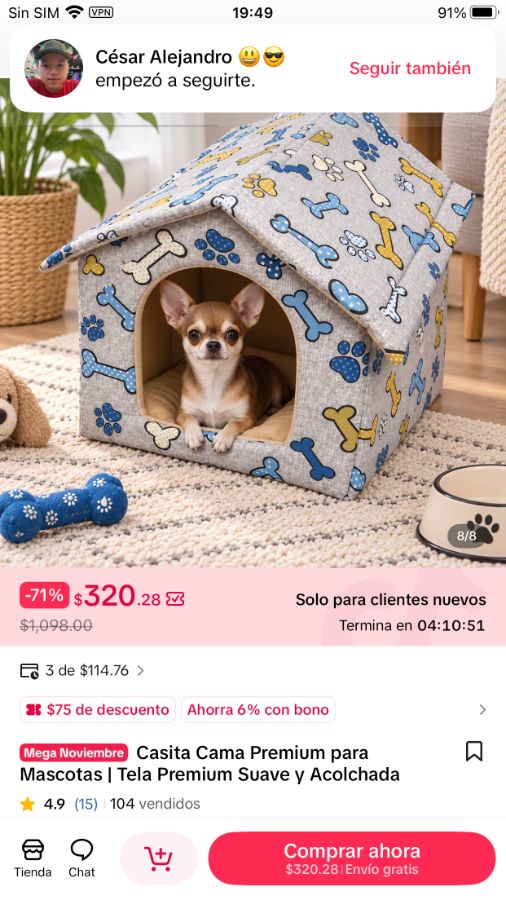 Sin SIM VPN 19:49 91%
César Alejandro 😃😎
empezó a seguirte.
Seguir también
8/8
-71% $320.28
Solo para clientes nuevos
$1,098.00
Termina en 04:10:51
3 de $114.76 >
$75 de descuento Ahorra 6% con bono >
Mega Noviembre Casita Cama Premium para
Mascotas | Tela Premium Suave y Acolchada
4.9 (15) 104 vendidos
Tienda
Chat
Comprar ahora
$320.28 | Envío gratis